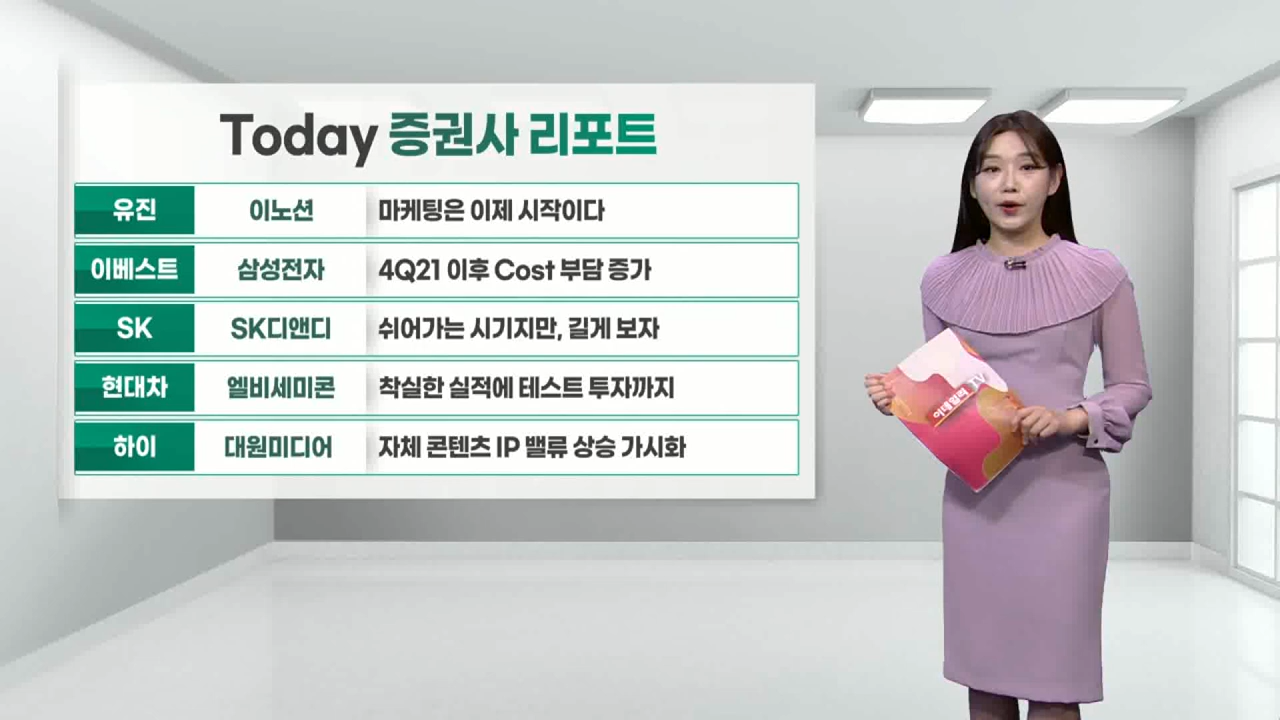 Today 증권사 리포트
유진 이노션 마케팅은 이제 시작이다
이베스트 삼성전자 4Q21 이후 Cost 부담 증가
SK SK디앤디 쉬어가는 시기지만, 길게 보자
현대차 엘비세미콘 착실한 실적에 테스트 투자까지
하이 대원미디어 자체 콘텐츠 IP 밸류 상승 가시화
이데일리 TV